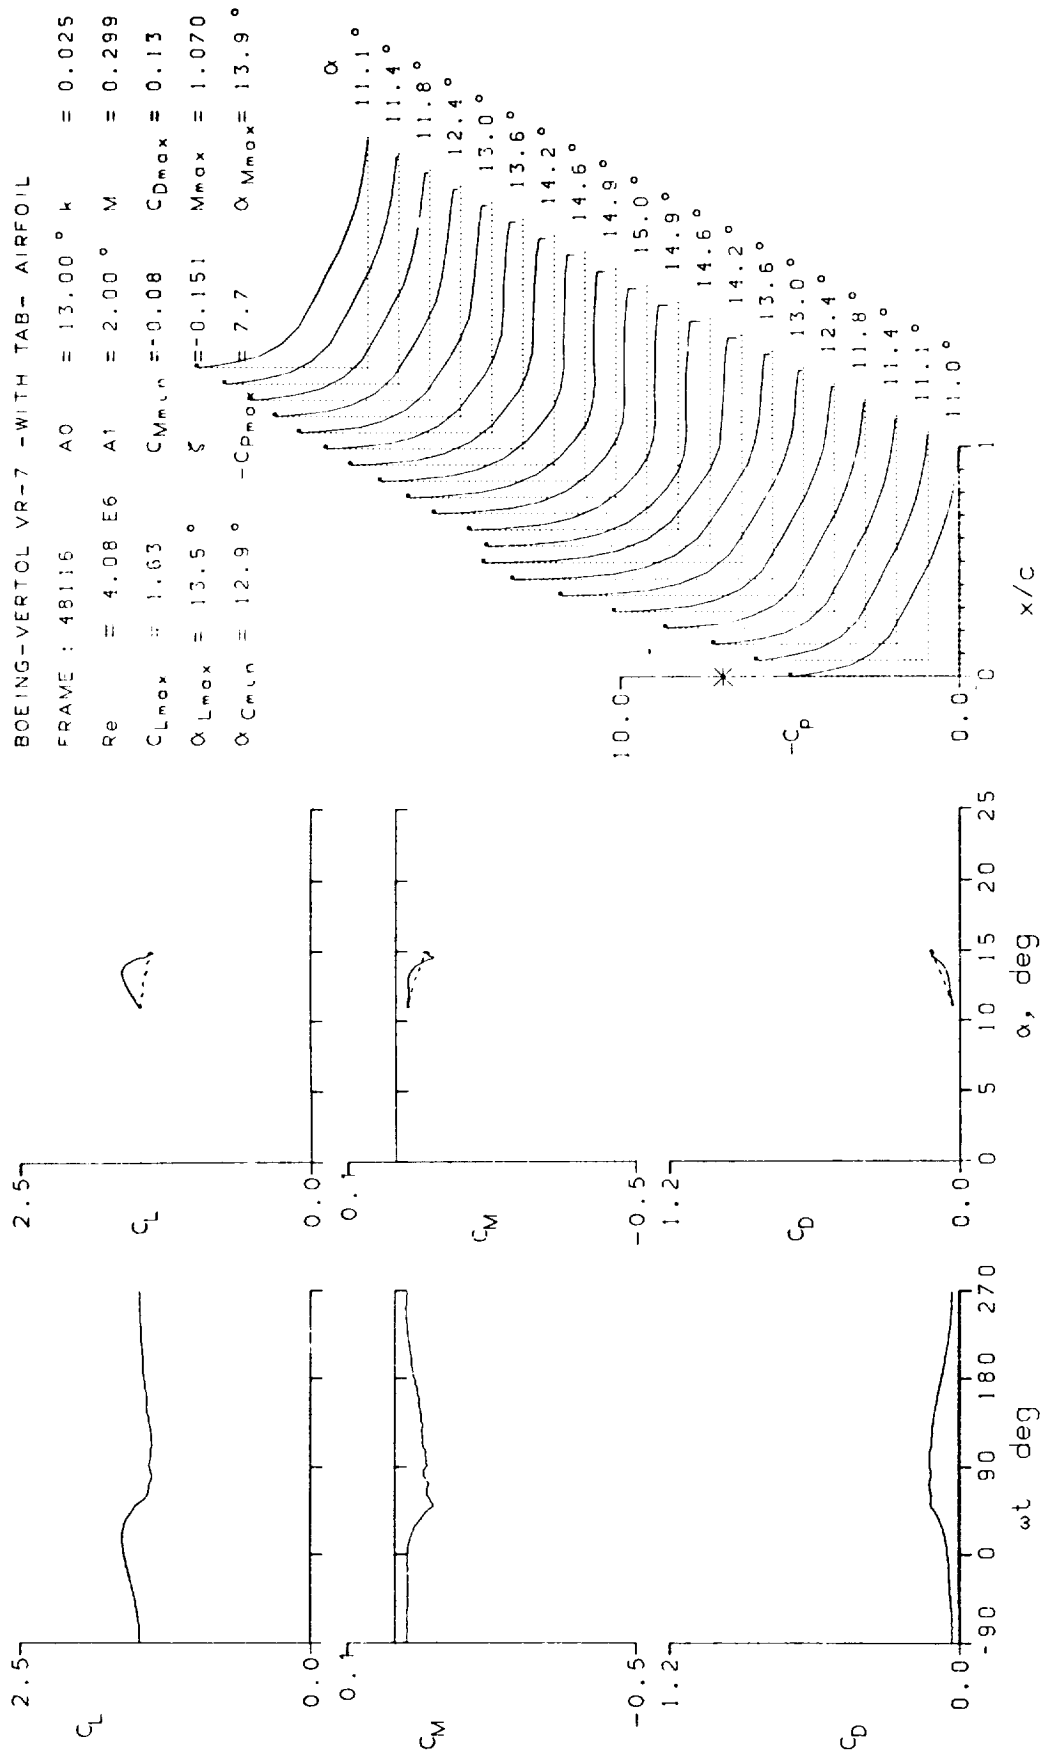 BOEING-VERTOL VR-7 -WITH TAB- AIRFOIL
FRAME : 48116 A0 = 13.00° k = 0.025
Re = 4.08 E6 A1 = 2.00° M = 0.299
CLmax = 1.63 CMmin =-0.08 CDmax = 0.13
αLmax = 13.5° ζ =-0.151 Mmax = 1.070
αCmin = 12.9° -CPmax = 7.7 αMmax = 13.9°
2.5
CL
0.0
0.1
CM
-0.5
1.2
CD
0.0
-90 0 90 180 270
ωt deg
2.5
CL
0.0
0.1
CM
-0.5
1.2
CD
0.0
0 5 10 15 20 25
α, deg
α
11.1°
11.4°
11.8°
12.4°
13.0°
13.6°
14.2°
14.6°
14.9°
15.0°
14.9°
14.6°
14.2°
13.6°
13.0°
12.4°
11.8°
11.4°
11.1°
11.0°
10.0
-Cp
0.0
0 1
x/c